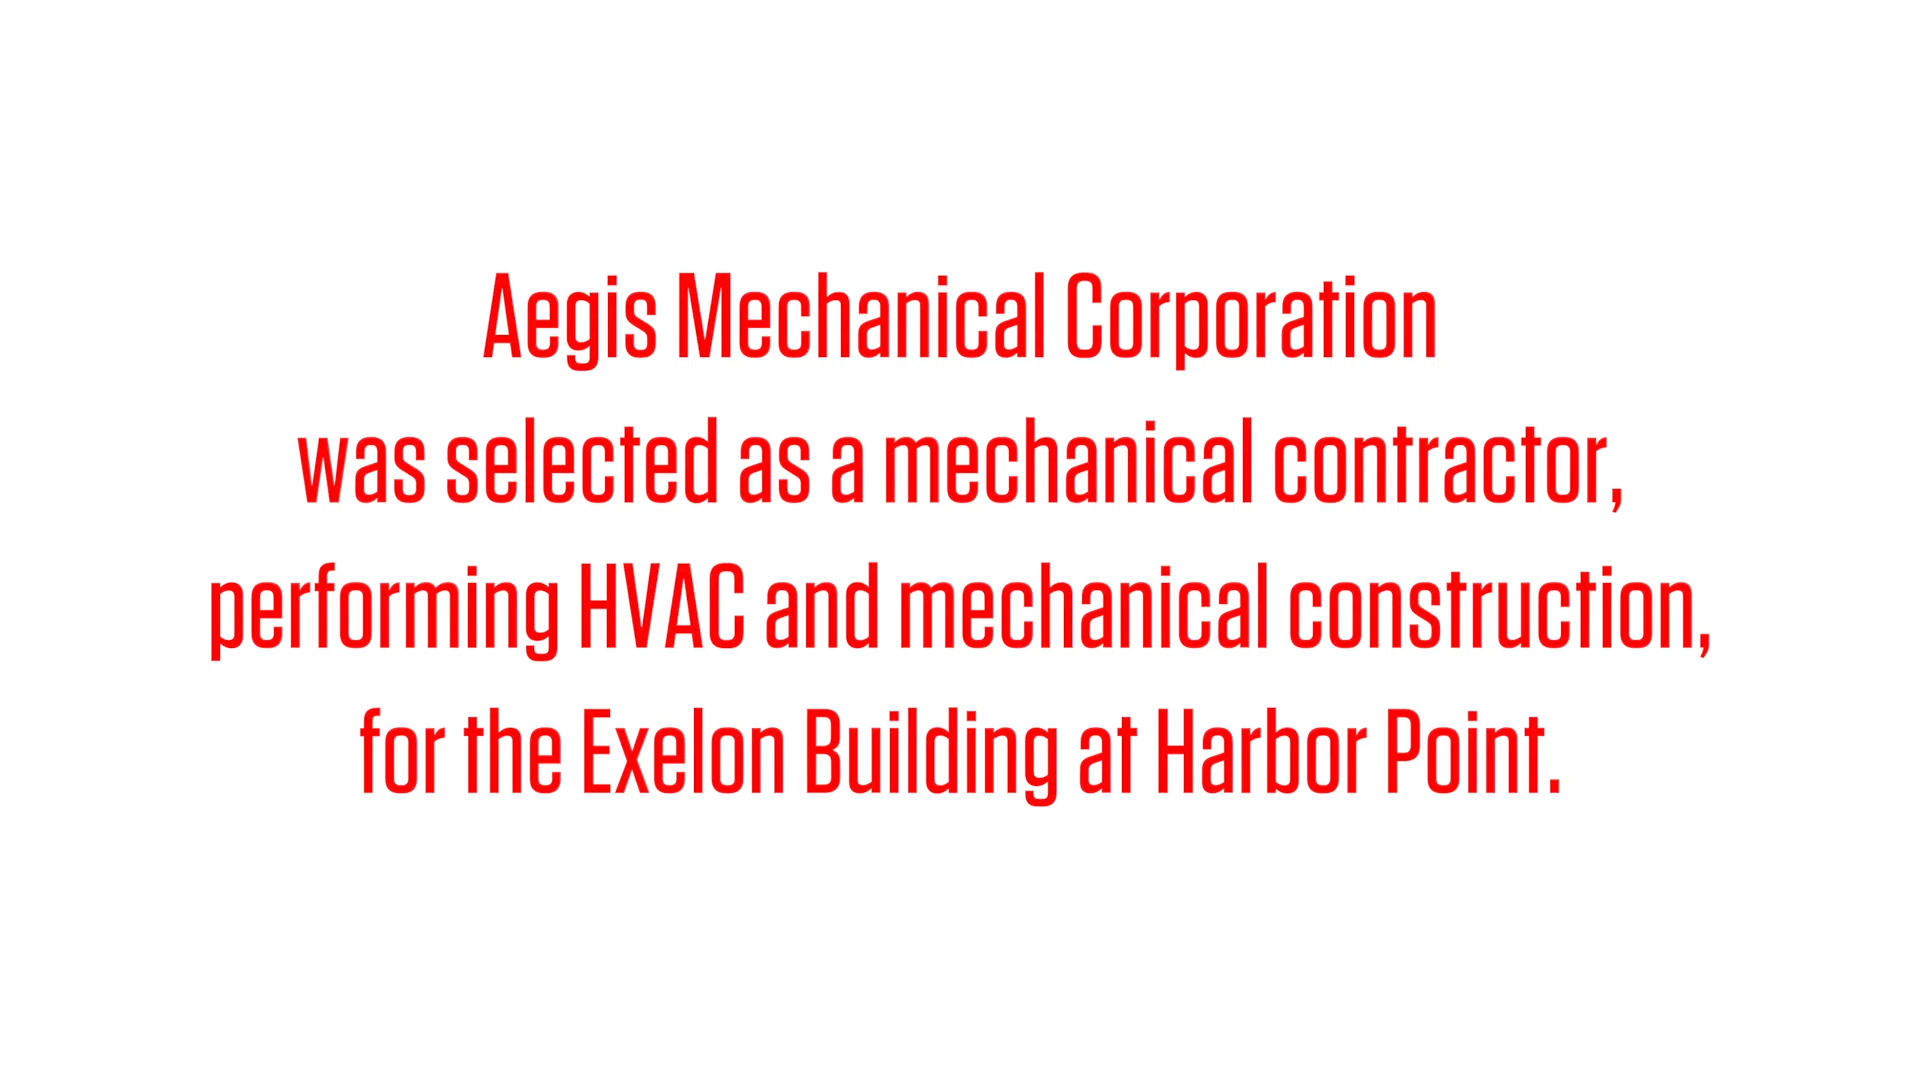 Aegis Mechanical Corporation
was selected as a mechanical contractor,
performing HVAC and mechanical construction,
for the Exelon Building at Harbor Point.